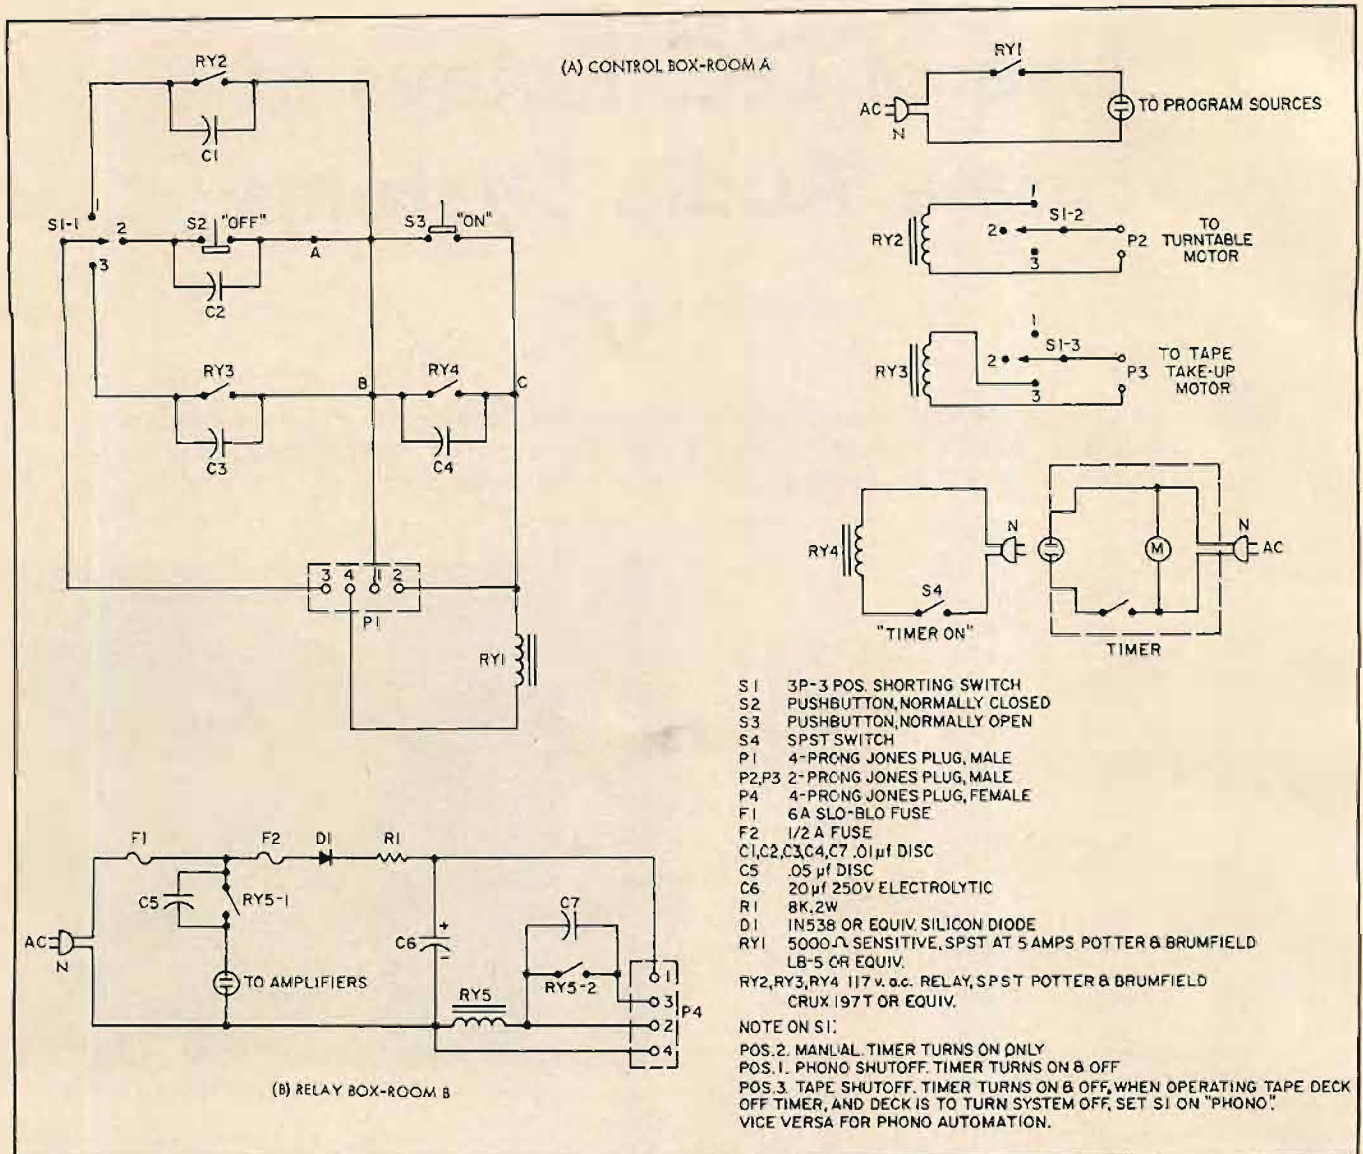 (A) CONTROL BOX-ROOM A
RY2
C1
1
S1-1
2
3
S2
"OFF"
A
C2
S3
"ON"
RY3
B
RY4
C
C3
C4
3 4 1 2
P1
RY1
RY1
AC
N
TO PROGRAM SOURCES
1
S1-2
2
3
RY2
P2
TO TURNTABLE MOTOR
1
S1-3
2
3
RY3
P3
TO TAPE TAKE-UP MOTOR
RY4
N
S4
"TIMER ON"
M
N
AC
TIMER
F1
F2
D1
R1
C5
RY5-1
AC
N
TO AMPLIFIERS
C6
+
-
C7
RY5
RY5-2
1
3
2
4
P4
(B) RELAY BOX-ROOM B
S1 3P-3 POS. SHORTING SWITCH
S2 PUSHBUTTON, NORMALLY CLOSED
S3 PUSHBUTTON, NORMALLY OPEN
S4 SPST SWITCH
P1 4-PRONG JONES PLUG, MALE
P2,P3 2-PRONG JONES PLUG, MALE
P4 4-PRONG JONES PLUG, FEMALE
F1 6A SLO-BLO FUSE
F2 1/2 A FUSE
C1,C2,C3,C4,C7 .01µf DISC
C5 .05 µf DISC
C6 20µf 250V ELECTROLYTIC
R1 8K,2W
D1 1N538 OR EQUIV. SILICON DIODE
RY1 5000Ω SENSITIVE, SPST AT 5 AMPS POTTER & BRUMFIELD
LB-5 OR EQUIV.
RY2,RY3,RY4 117 v. a.c. RELAY, SPST POTTER & BRUMFIELD
CRUX 197T OR EQUIV.
NOTE ON S1:
POS.2. MANUAL. TIMER TURNS ON ONLY
POS.1. PHONO SHUTOFF. TIMER TURNS ON & OFF
POS.3. TAPE SHUTOFF. TIMER TURNS ON & OFF, WHEN OPERATING TAPE DECK
OFF TIMER, AND DECK IS TO TURN SYSTEM OFF, SET S1 ON "PHONO".
VICE VERSA FOR PHONO AUTOMATION.